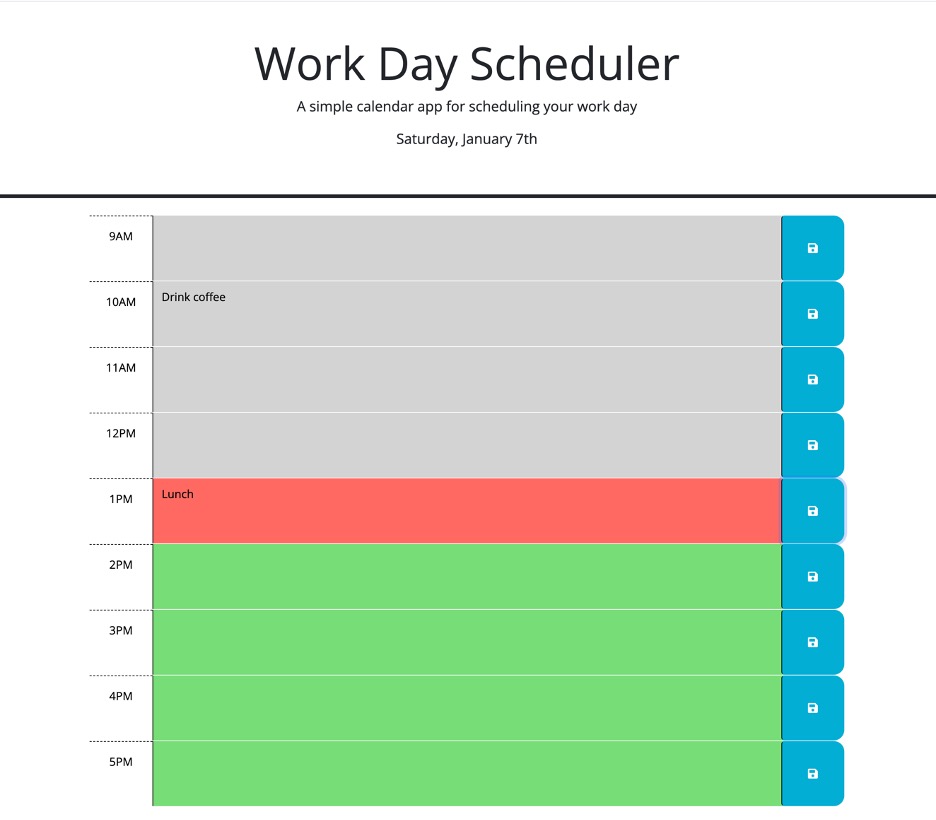 Work Day Scheduler
A simple calendar app for scheduling your work day
Saturday, January 7th
9AM
10AM Drink coffee
11AM
12PM
1PM Lunch
2PM
3PM
4PM
5PM